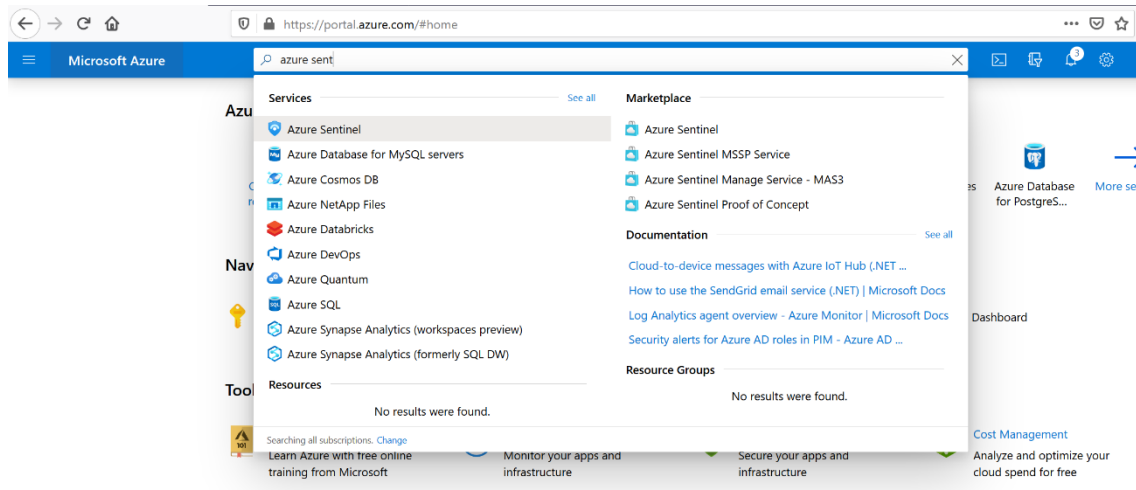 https://portal.azure.com/#home
Microsoft Azure
azure sent
3
Services
See all
Azure Sentinel
Azure Database for MySQL servers
Azure Cosmos DB
Azure NetApp Files
Azure Databricks
Azure DevOps
Azure Quantum
Azure SQL
Azure Synapse Analytics (workspaces preview)
Azure Synapse Analytics (formerly SQL DW)
Resources
No results were found.
Marketplace
Azure Sentinel
Azure Sentinel MSSP Service
Azure Sentinel Manage Service - MAS3
Azure Sentinel Proof of Concept
Documentation
See all
Cloud-to-device messages with Azure IoT Hub (.NET ...
How to use the SendGrid email service (.NET) | Microsoft Docs
Log Analytics agent overview - Azure Monitor | Microsoft Docs
Security alerts for Azure AD roles in PIM - Azure AD ...
Resource Groups
No results were found.
Searching all subscriptions. Change
Azu
Azure Database
for PostgreS...
More se
Nav
Dashboard
Tool
101
Learn Azure with free online
training from Microsoft
Monitor your apps and
infrastructure
Secure your apps and
infrastructure
Cost Management
Analyze and optimize your
cloud spend for free